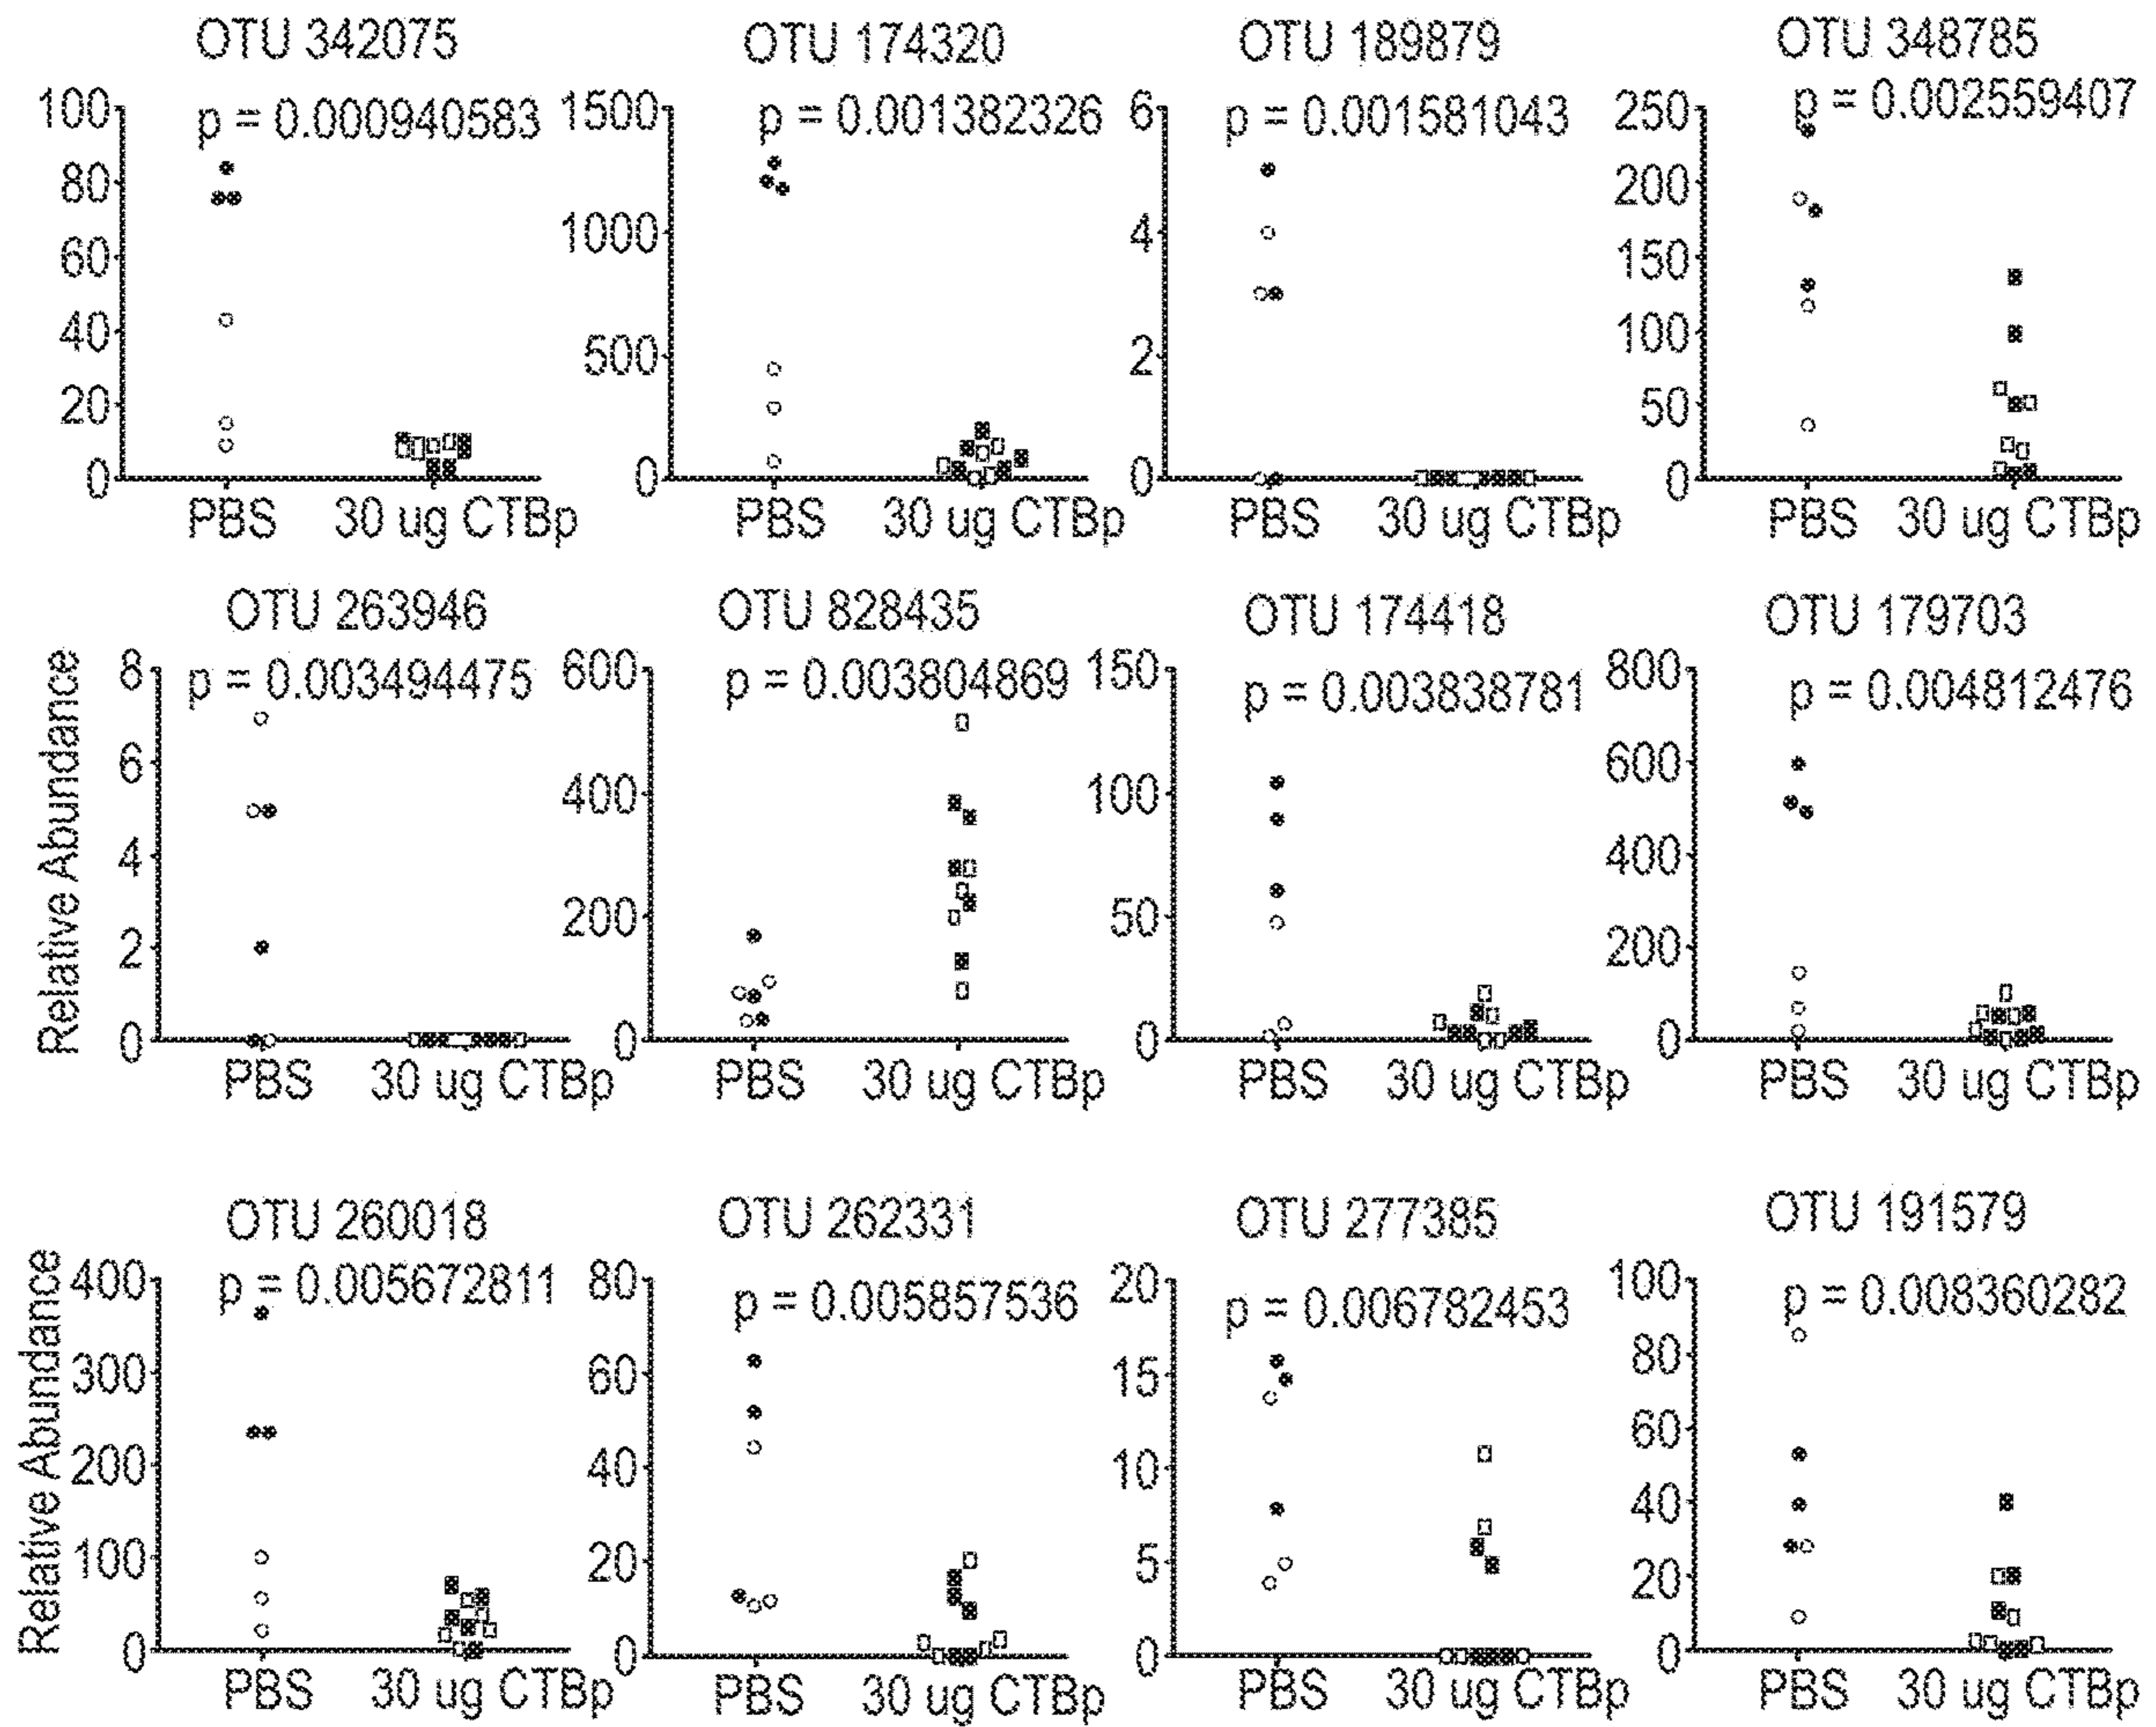 OTU 342075
p = 0.000940583
100
80
60
40
20
0
PBS 30 ug CTBp
OTU 174320
p = 0.001382326
1500
1000
500
0
PBS 30 ug CTBp
OTU 189879
p = 0.001581043
6
4
2
0
PBS 30 ug CTBp
OTU 348785
p = 0.002559407
250
200
150
100
50
0
PBS 30 ug CTBp
Relative Abundance
OTU 263946
p = 0.003494475
8
6
4
2
0
PBS 30 ug CTBp
OTU 828435
p = 0.003804869
600
400
200
0
PBS 30 ug CTBp
OTU 174418
p = 0.003838781
150
100
50
0
PBS 30 ug CTBp
OTU 179703
p = 0.004812476
800
600
400
200
0
PBS 30 ug CTBp
Relative Abundance
OTU 260018
p = 0.005672811
400
300
200
100
0
PBS 30 ug CTBp
OTU 262331
p = 0.005857536
80
60
40
20
0
PBS 30 ug CTBp
OTU 277385
p = 0.006782453
20
15
10
5
0
PBS 30 ug CTBp
OTU 191579
p = 0.008360282
100
80
60
40
20
0
PBS 30 ug CTBp